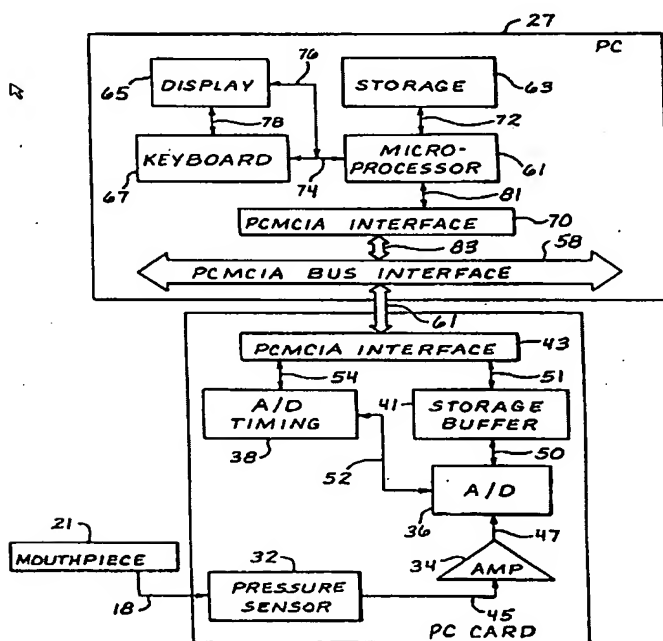 27
PC
76
65
DISPLAY
STORAGE
63
78
72
KEYBOARD
MICRO-
PROCESSOR
61
67
74
81
PCMCIA INTERFACE
70
83
58
PCMCIA BUS INTERFACE
61
PCMCIA INTERFACE
43
54
51
A/D
TIMING
41
STORAGE
BUFFER
38
52
50
A/D
36
47
21
MOUTHPIECE
32
34
AMP
18
PRESSURE
SENSOR
45
PC CARD